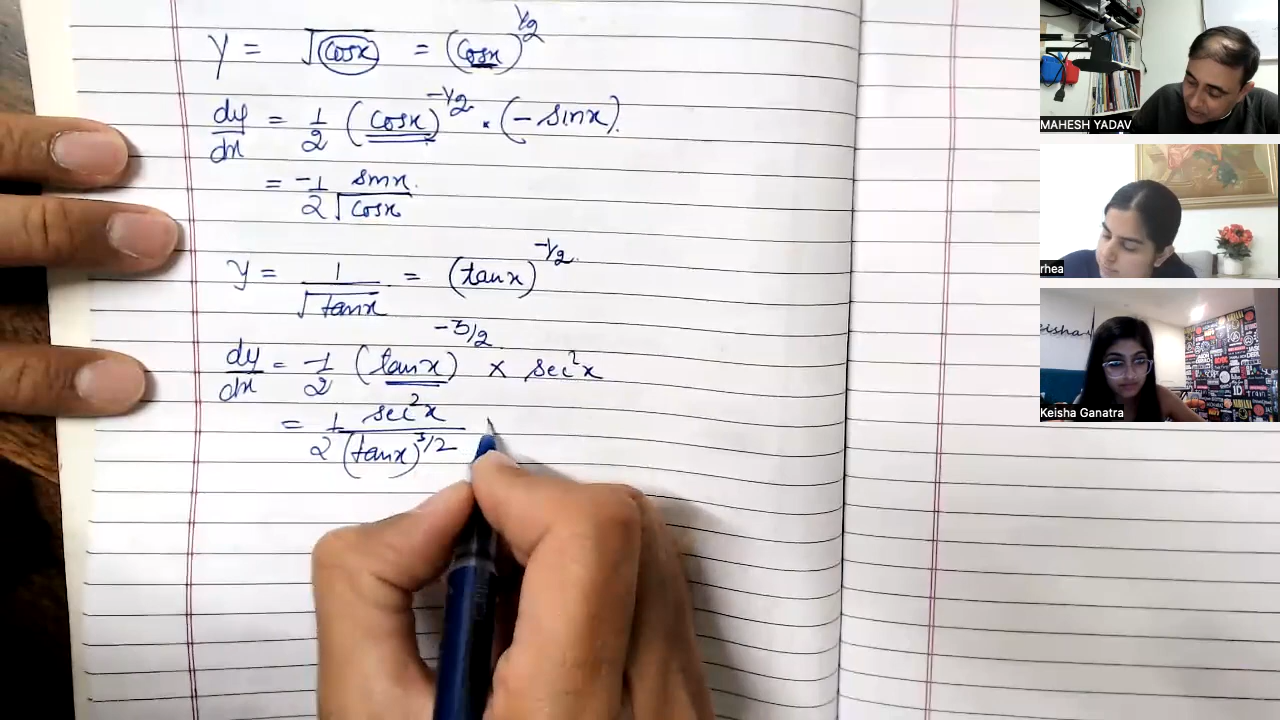 y = √cosx = (cosx)^1/2
dy/dx = 1/2 (cosx)^-1/2 . (- sinx).
= -1/2 sinx/√cosx
y = 1/√tanx = (tanx)^-1/2
dy/dx = -1/2 (tanx)^-3/2 × sec²x
= 1/2 sec²x/(tanx)^3/2
MAHESH YADAV
rhea
Keisha Ganatra